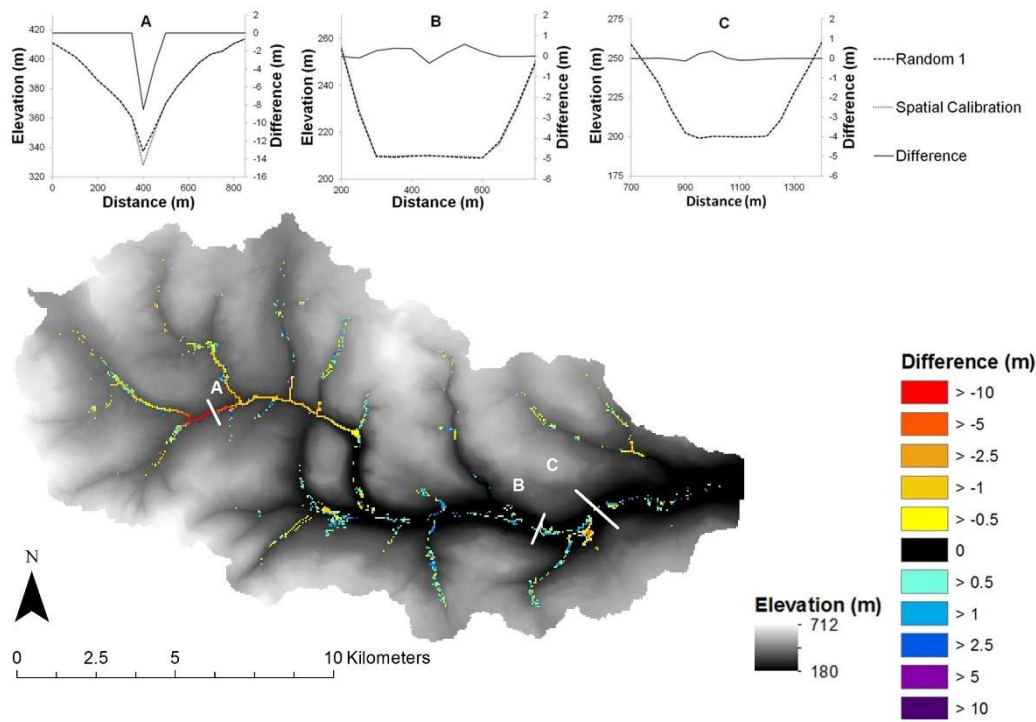 A
Elevation (m)
420
400
380
360
340
320
0 200 400 600 800
Distance (m)
2
0
-2
-4
-6
-8
-10
-12
-14
-16
Difference (m)
B
Elevation (m)
260
240
220
200
200 400 600
Distance (m)
2
1
0
-1
-2
-3
-4
-5
-6
Difference (m)
C
Elevation (m)
275
250
225
200
175
700 900 1100 1300
Distance (m)
2
1
0
-1
-2
-3
-4
-5
-6
Difference (m)
Random 1
Spatial Calibration
Difference
A
B
C
N
0 2.5 5 10 Kilometers
Elevation (m)
712
180
Difference (m)
> -10
> -5
> -2.5
> -1
> -0.5
0
> 0.5
> 1
> 2.5
> 5
> 10